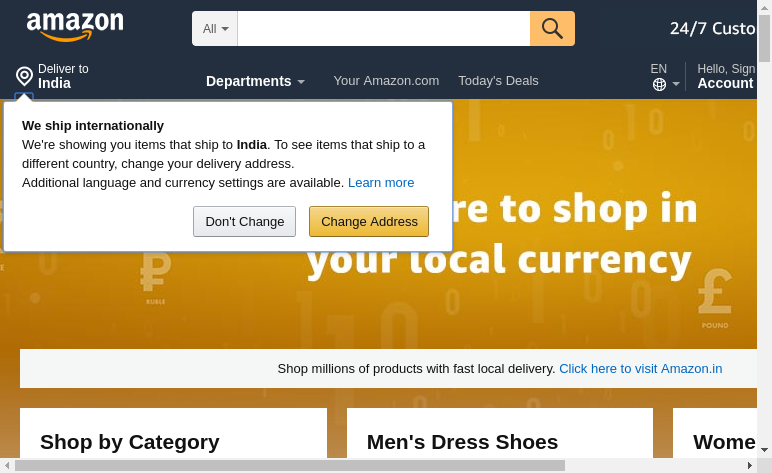 amazon
All
24/7 Custo
Deliver to
India
Departments
Your Amazon.com
Today's Deals
EN
Hello, Sign
Account
We ship internationally
We're showing you items that ship to India. To see items that ship to a
different country, change your delivery address.
Additional language and currency settings are available. Learn more
Don't Change
Change Address
re to shop in
your local currency
RUBLE
POUND
Shop millions of products with fast local delivery. Click here to visit Amazon.in
Shop by Category
Men's Dress Shoes
Wome